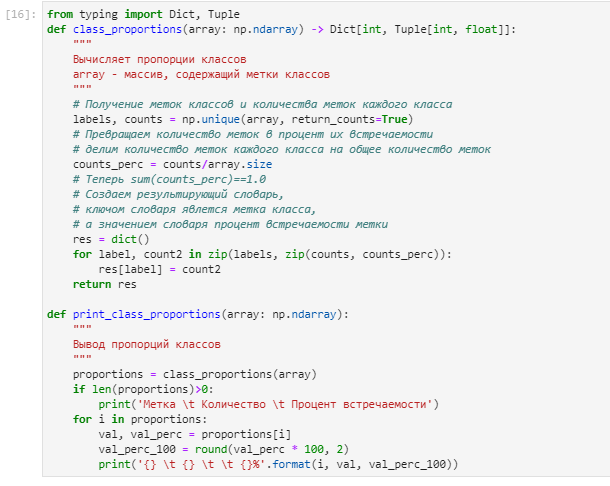 [16]: from typing import Dict, Tuple
def class_proportions(array: np.ndarray) -> Dict[int, Tuple[int, float]]:
    """
    Вычисляет пропорции классов
    array - массив, содержащий метки классов
    """
    # Получение меток классов и количества меток каждого класса
    labels, counts = np.unique(array, return_counts=True)
    # Превращаем количество меток в процент их встречаемости
    # делим количество меток каждого класса на общее количество меток
    counts_perc = counts/array.size
    # Теперь sum(counts_perc)==1.0
    # Создаем результирующий словарь,
    # ключом словаря явлется метка класса,
    # а значением словаря процент встречаемости метки
    res = dict()
    for label, count2 in zip(labels, zip(counts, counts_perc)):
        res[label] = count2
    return res

def print_class_proportions(array: np.ndarray):
    """
    Вывод пропорций классов
    """
    proportions = class_proportions(array)
    if len(proportions)>0:
        print('Метка \t Количество \t Процент встречаемости')
    for i in proportions:
        val, val_perc = proportions[i]
        val_perc_100 = round(val_perc * 100, 2)
        print('{} \t {} \t \t {}%'.format(i, val, val_perc_100))